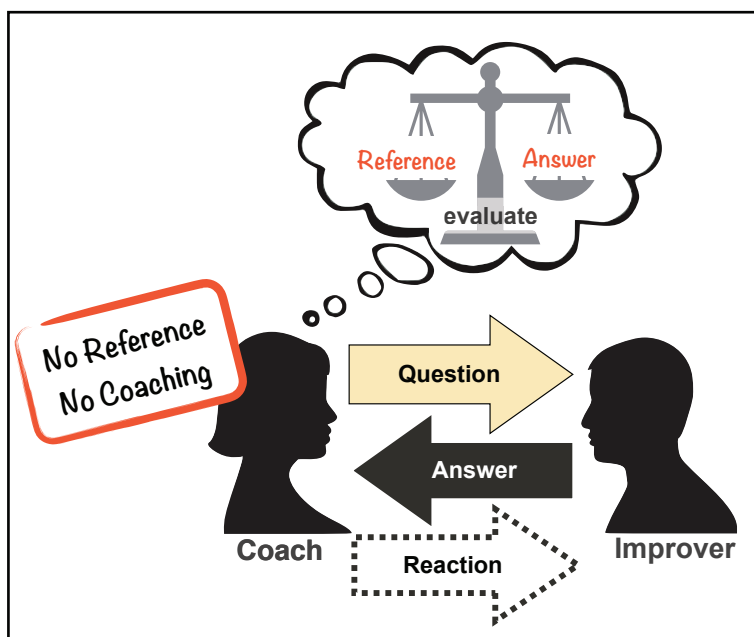 Reference Answer
evaluate
No Reference
No Coaching
Question
Answer
Coach
Improver
Reaction